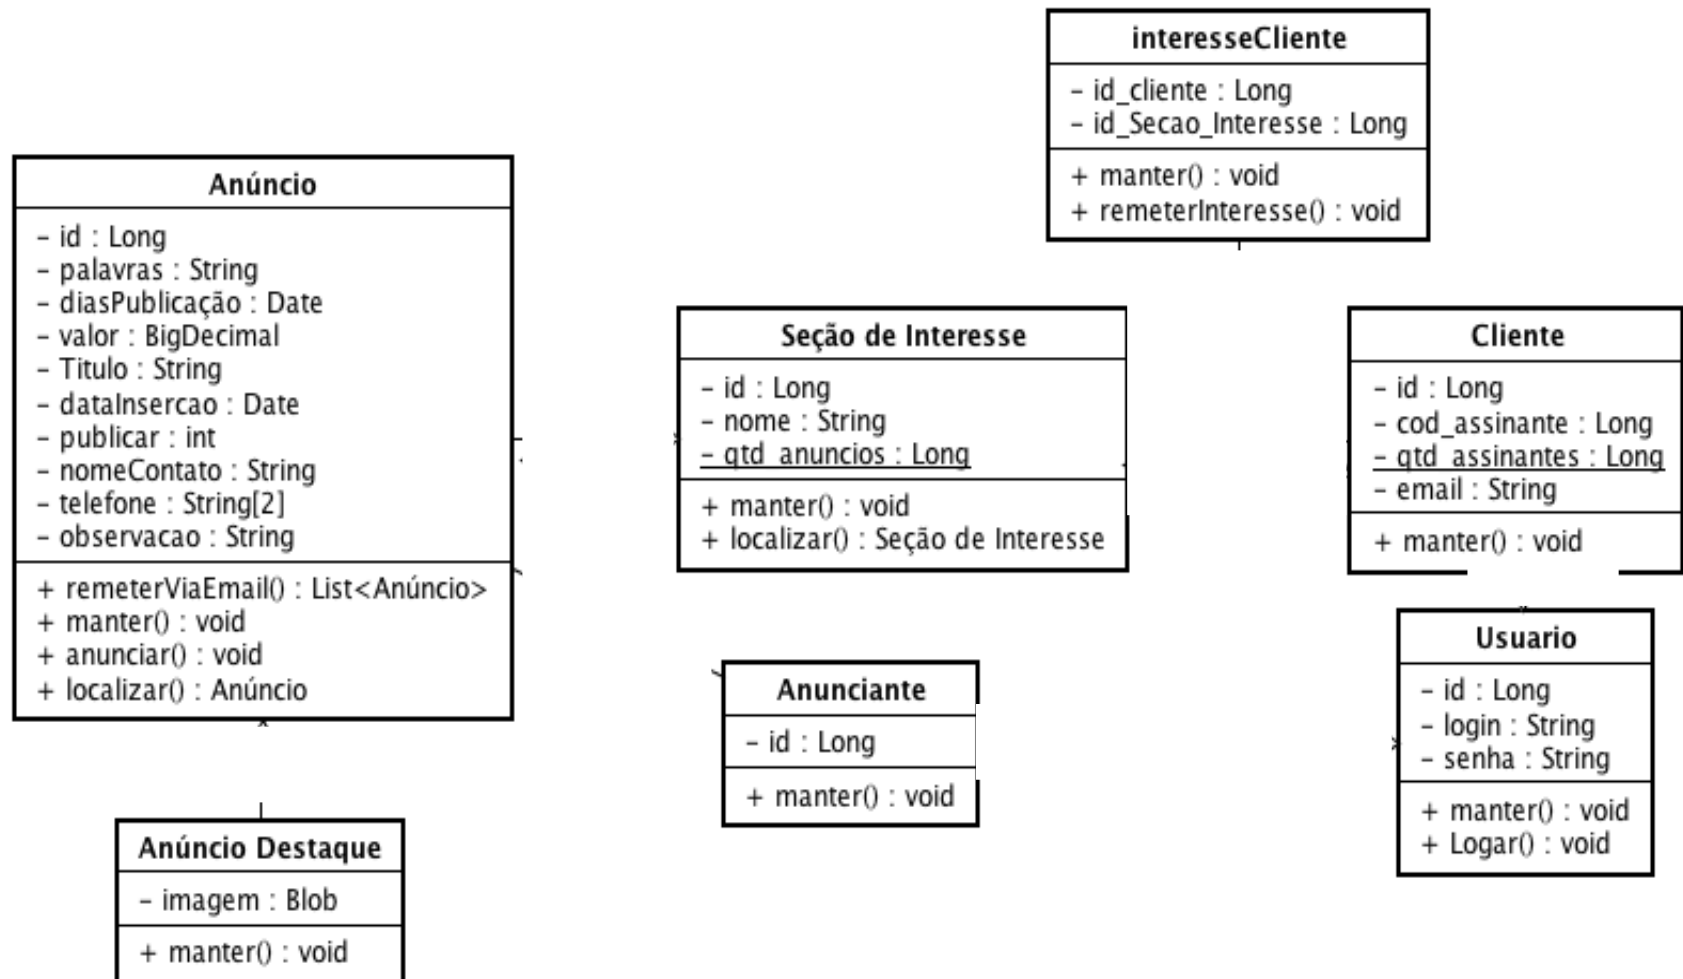 interesseCliente
- id_cliente : Long
- id_Secao_Interesse : Long
+ manter() : void
+ remeterInteresse() : void
Anúncio
- id : Long
- palavras : String
- diasPublicação : Date
- valor : BigDecimal
- Titulo : String
- dataInsercao : Date
- publicar : int
- nomeContato : String
- telefone : String[2]
- observacao : String
+ remeterViaEmail() : List<Anúncio>
+ manter() : void
+ anunciar() : void
+ localizar() : Anúncio
Seção de Interesse
- id : Long
- nome : String
- qtd_anuncios : Long
+ manter() : void
+ localizar() : Seção de Interesse
Cliente
- id : Long
- cod_assinante : Long
- qtd_assinantes : Long
- email : String
+ manter() : void
Anunciante
- id : Long
+ manter() : void
Usuario
- id : Long
- login : String
- senha : String
+ manter() : void
+ Logar() : void
Anúncio Destaque
- imagem : Blob
+ manter() : void